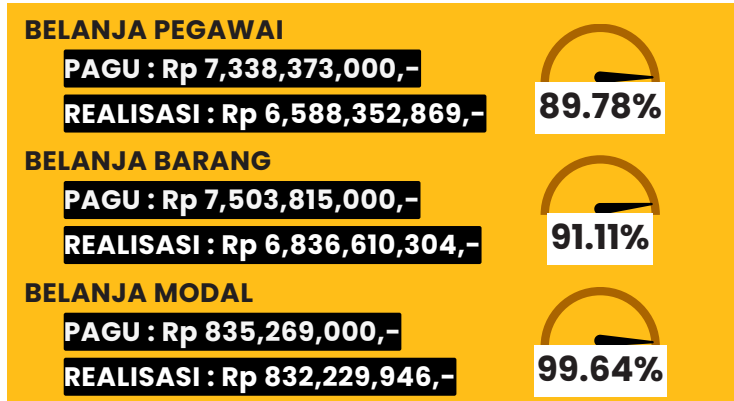 BELANJA PEGAWAI
PAGU : Rp 7,338,373,000,-
REALISASI : Rp 6,588,352,869,-
89.78%
BELANJA BARANG
PAGU : Rp 7,503,815,000,-
REALISASI : Rp 6,836,610,304,-
91.11%
BELANJA MODAL
PAGU : Rp 835,269,000,-
REALISASI : Rp 832,229,946,-
99.64%